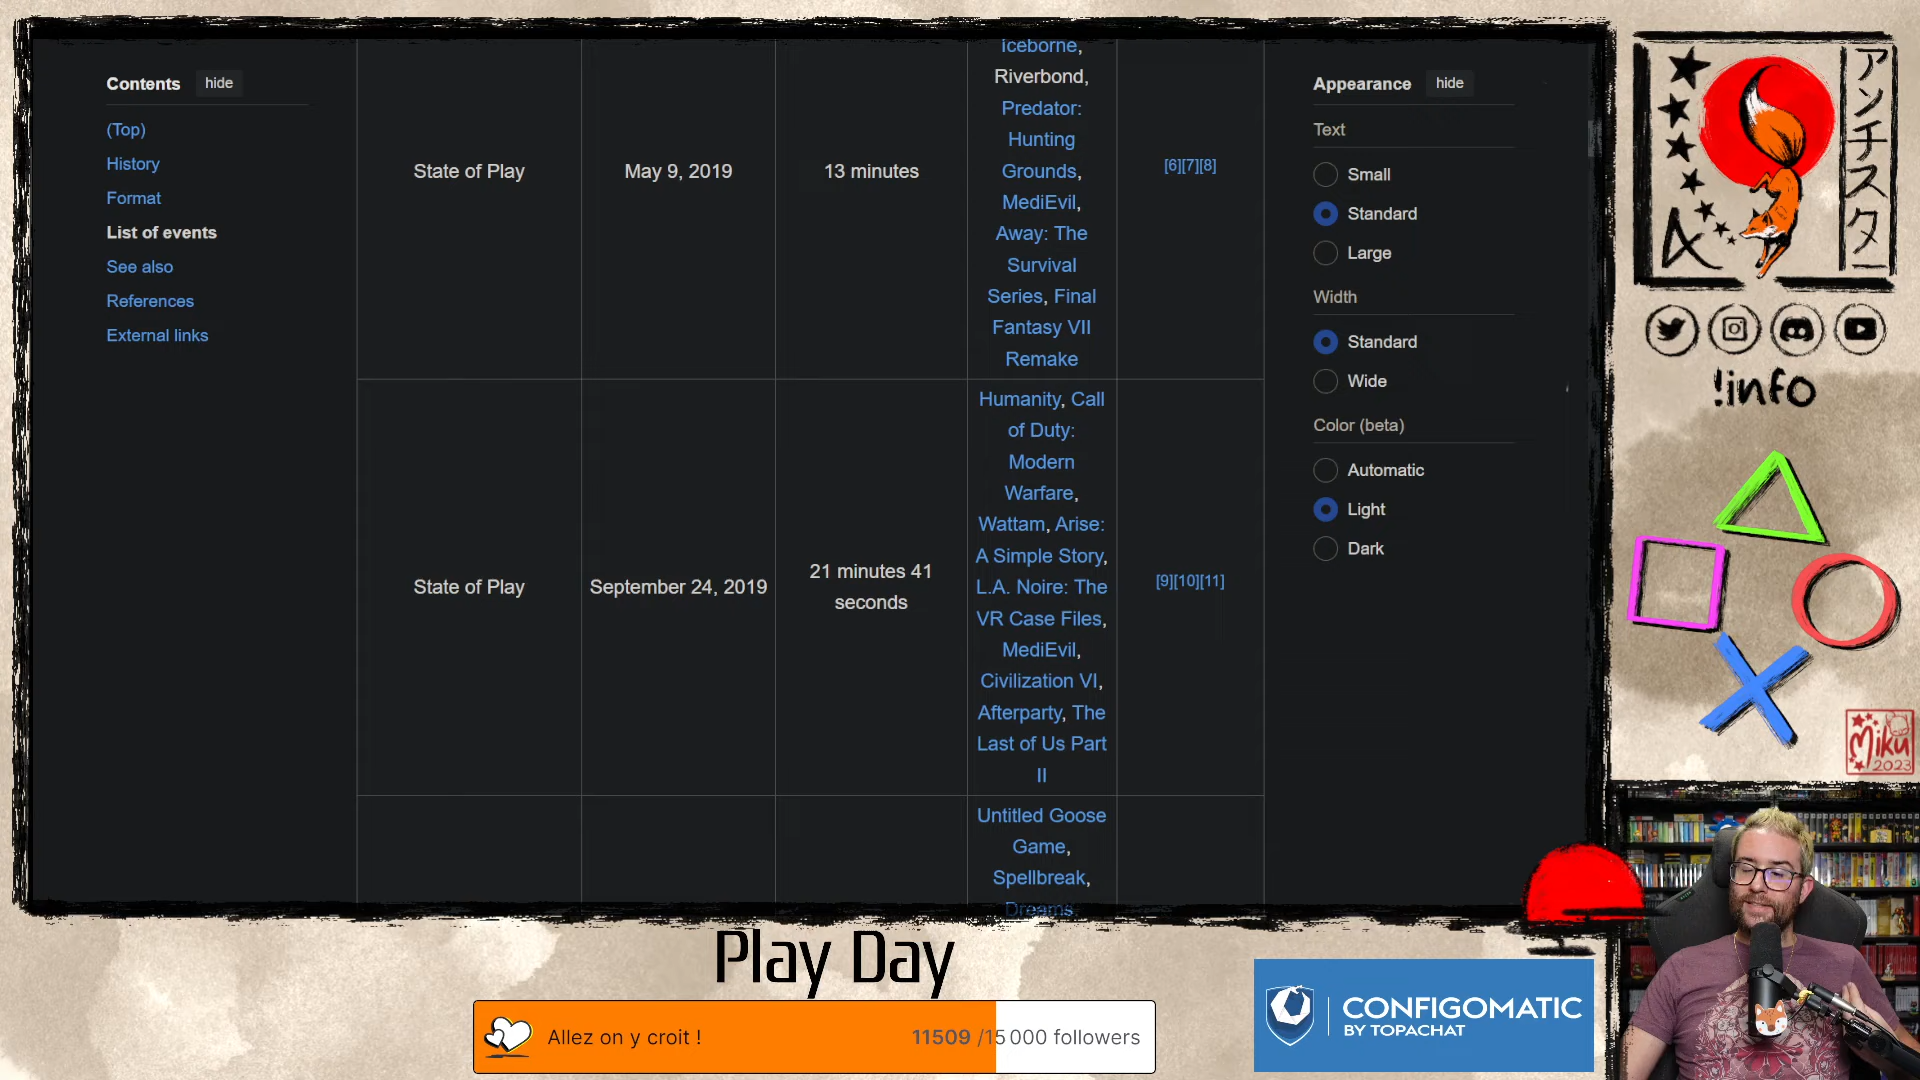 Contents hide
(Top)
History
Format
List of events
See also
References
External links
Iceborne,
Riverbond,
Predator:
Hunting
Grounds,
MediEvil,
Away: The
Survival
Series, Final
Fantasy VII
Remake
State of Play
May 9, 2019
13 minutes
[6][7][8]
Humanity, Call
of Duty:
Modern
Warfare,
Wattam, Arise:
A Simple Story,
L.A. Noire: The
VR Case Files,
MediEvil,
Civilization VI,
Afterparty, The
Last of Us Part
II
State of Play
September 24, 2019
21 minutes 41
seconds
[9][10][11]
Untitled Goose
Game,
Spellbreak,
Dreams,
Appearance hide
Text
Small
Standard
Large
Width
Standard
Wide
Color (beta)
Automatic
Light
Dark
アンチスター
A
!info
Miku
2023
Play Day
Allez on y croit !
11509 /15 000 followers
CONFIGOMATIC
BY TOPACHAT